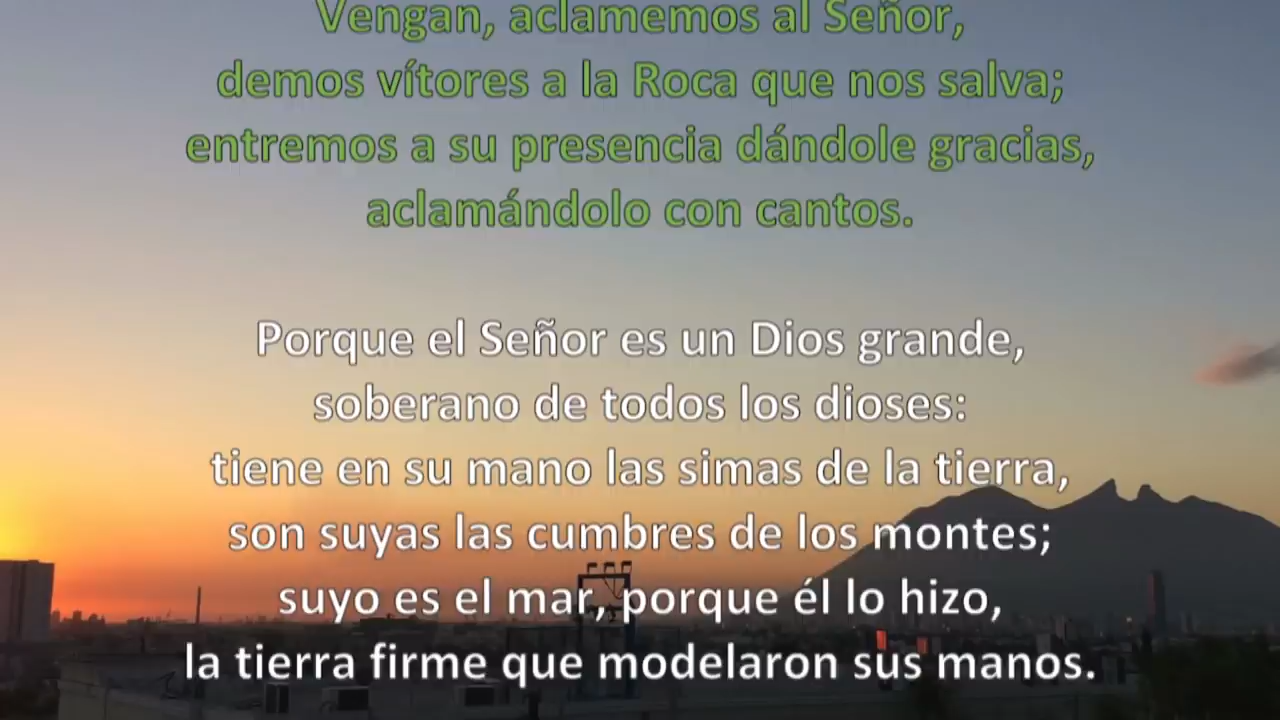 Vengan, aclamemos al Señor,
demos vítores a la Roca que nos salva;
entremos a su presencia dándole gracias,
aclamándolo con cantos.
Porque el Señor es un Dios grande,
soberano de todos los dioses:
tiene en su mano las simas de la tierra,
son suyas las cumbres de los montes;
suyo es el mar, porque él lo hizo,
la tierra firme que modelaron sus manos.